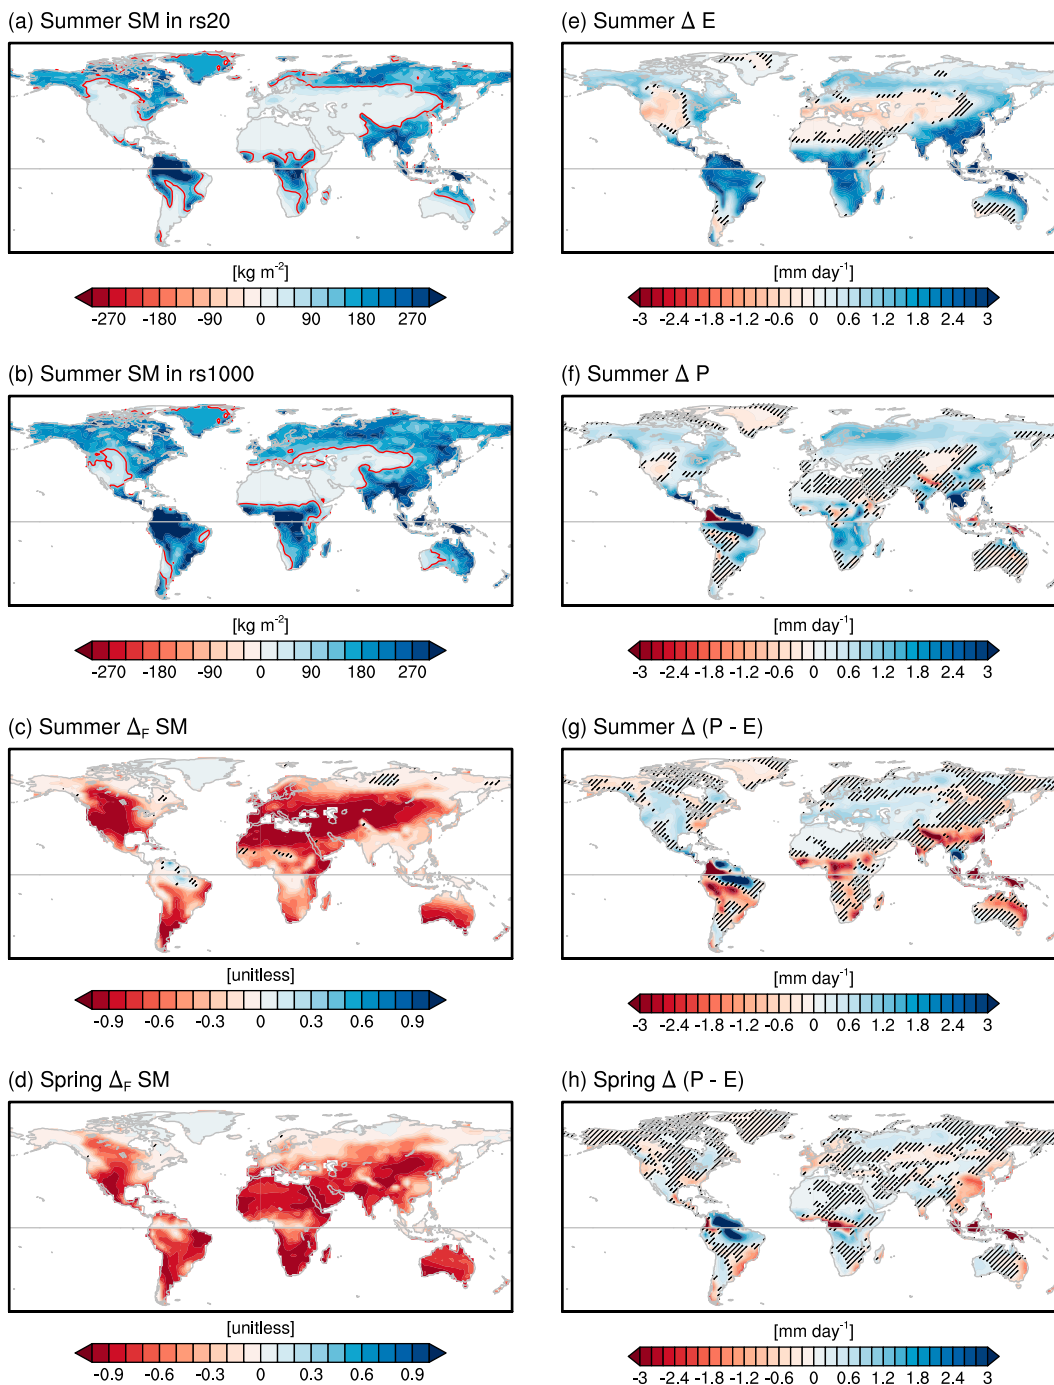 (a) Summer SM in rs20
[kg m-2]
-270 -180 -90 0 90 180 270
(b) Summer SM in rs1000
[kg m-2]
-270 -180 -90 0 90 180 270
(c) Summer ΔF SM
[unitless]
-0.9 -0.6 -0.3 0 0.3 0.6 0.9
(d) Spring ΔF SM
[unitless]
-0.9 -0.6 -0.3 0 0.3 0.6 0.9
(e) Summer Δ E
[mm day-1]
-3 -2.4 -1.8 -1.2 -0.6 0 0.6 1.2 1.8 2.4 3
(f) Summer Δ P
[mm day-1]
-3 -2.4 -1.8 -1.2 -0.6 0 0.6 1.2 1.8 2.4 3
(g) Summer Δ (P - E)
[mm day-1]
-3 -2.4 -1.8 -1.2 -0.6 0 0.6 1.2 1.8 2.4 3
(h) Spring Δ (P - E)
[mm day-1]
-3 -2.4 -1.8 -1.2 -0.6 0 0.6 1.2 1.8 2.4 3